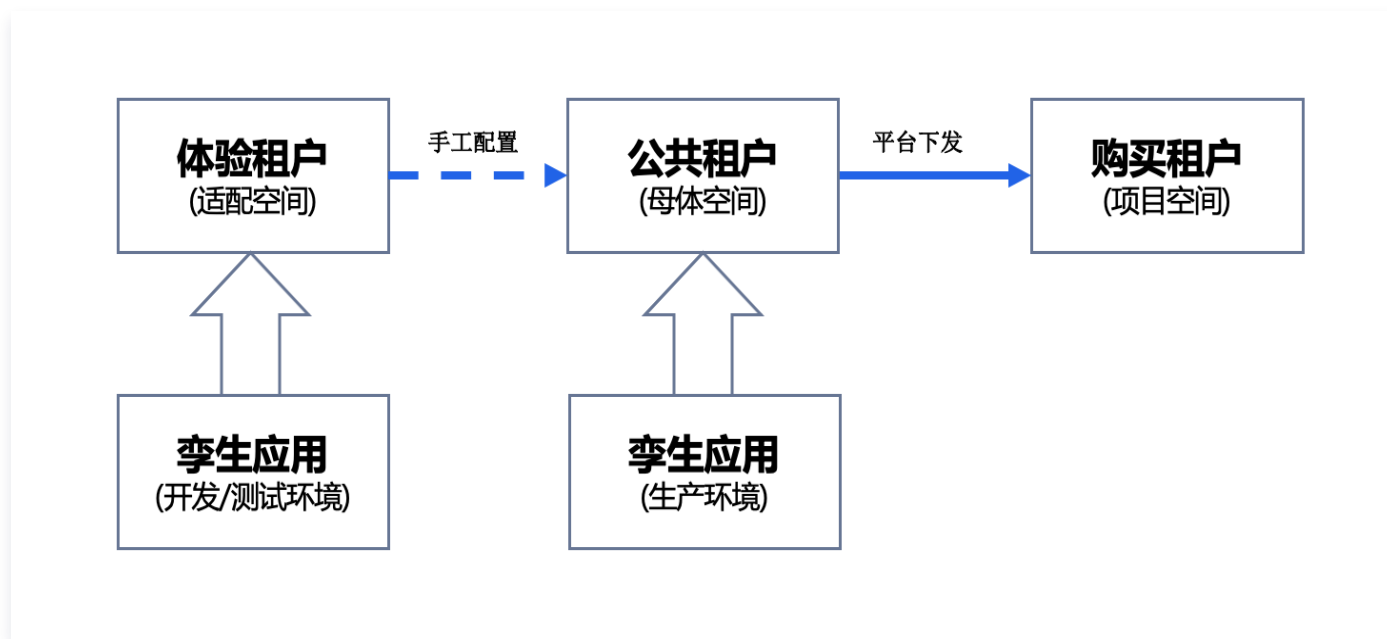 体验租户
(适配空间)
手工配置
公共租户
(母体空间)
平台下发
购买租户
(项目空间)
孪生应用
(开发/测试环境)
孪生应用
(生产环境)